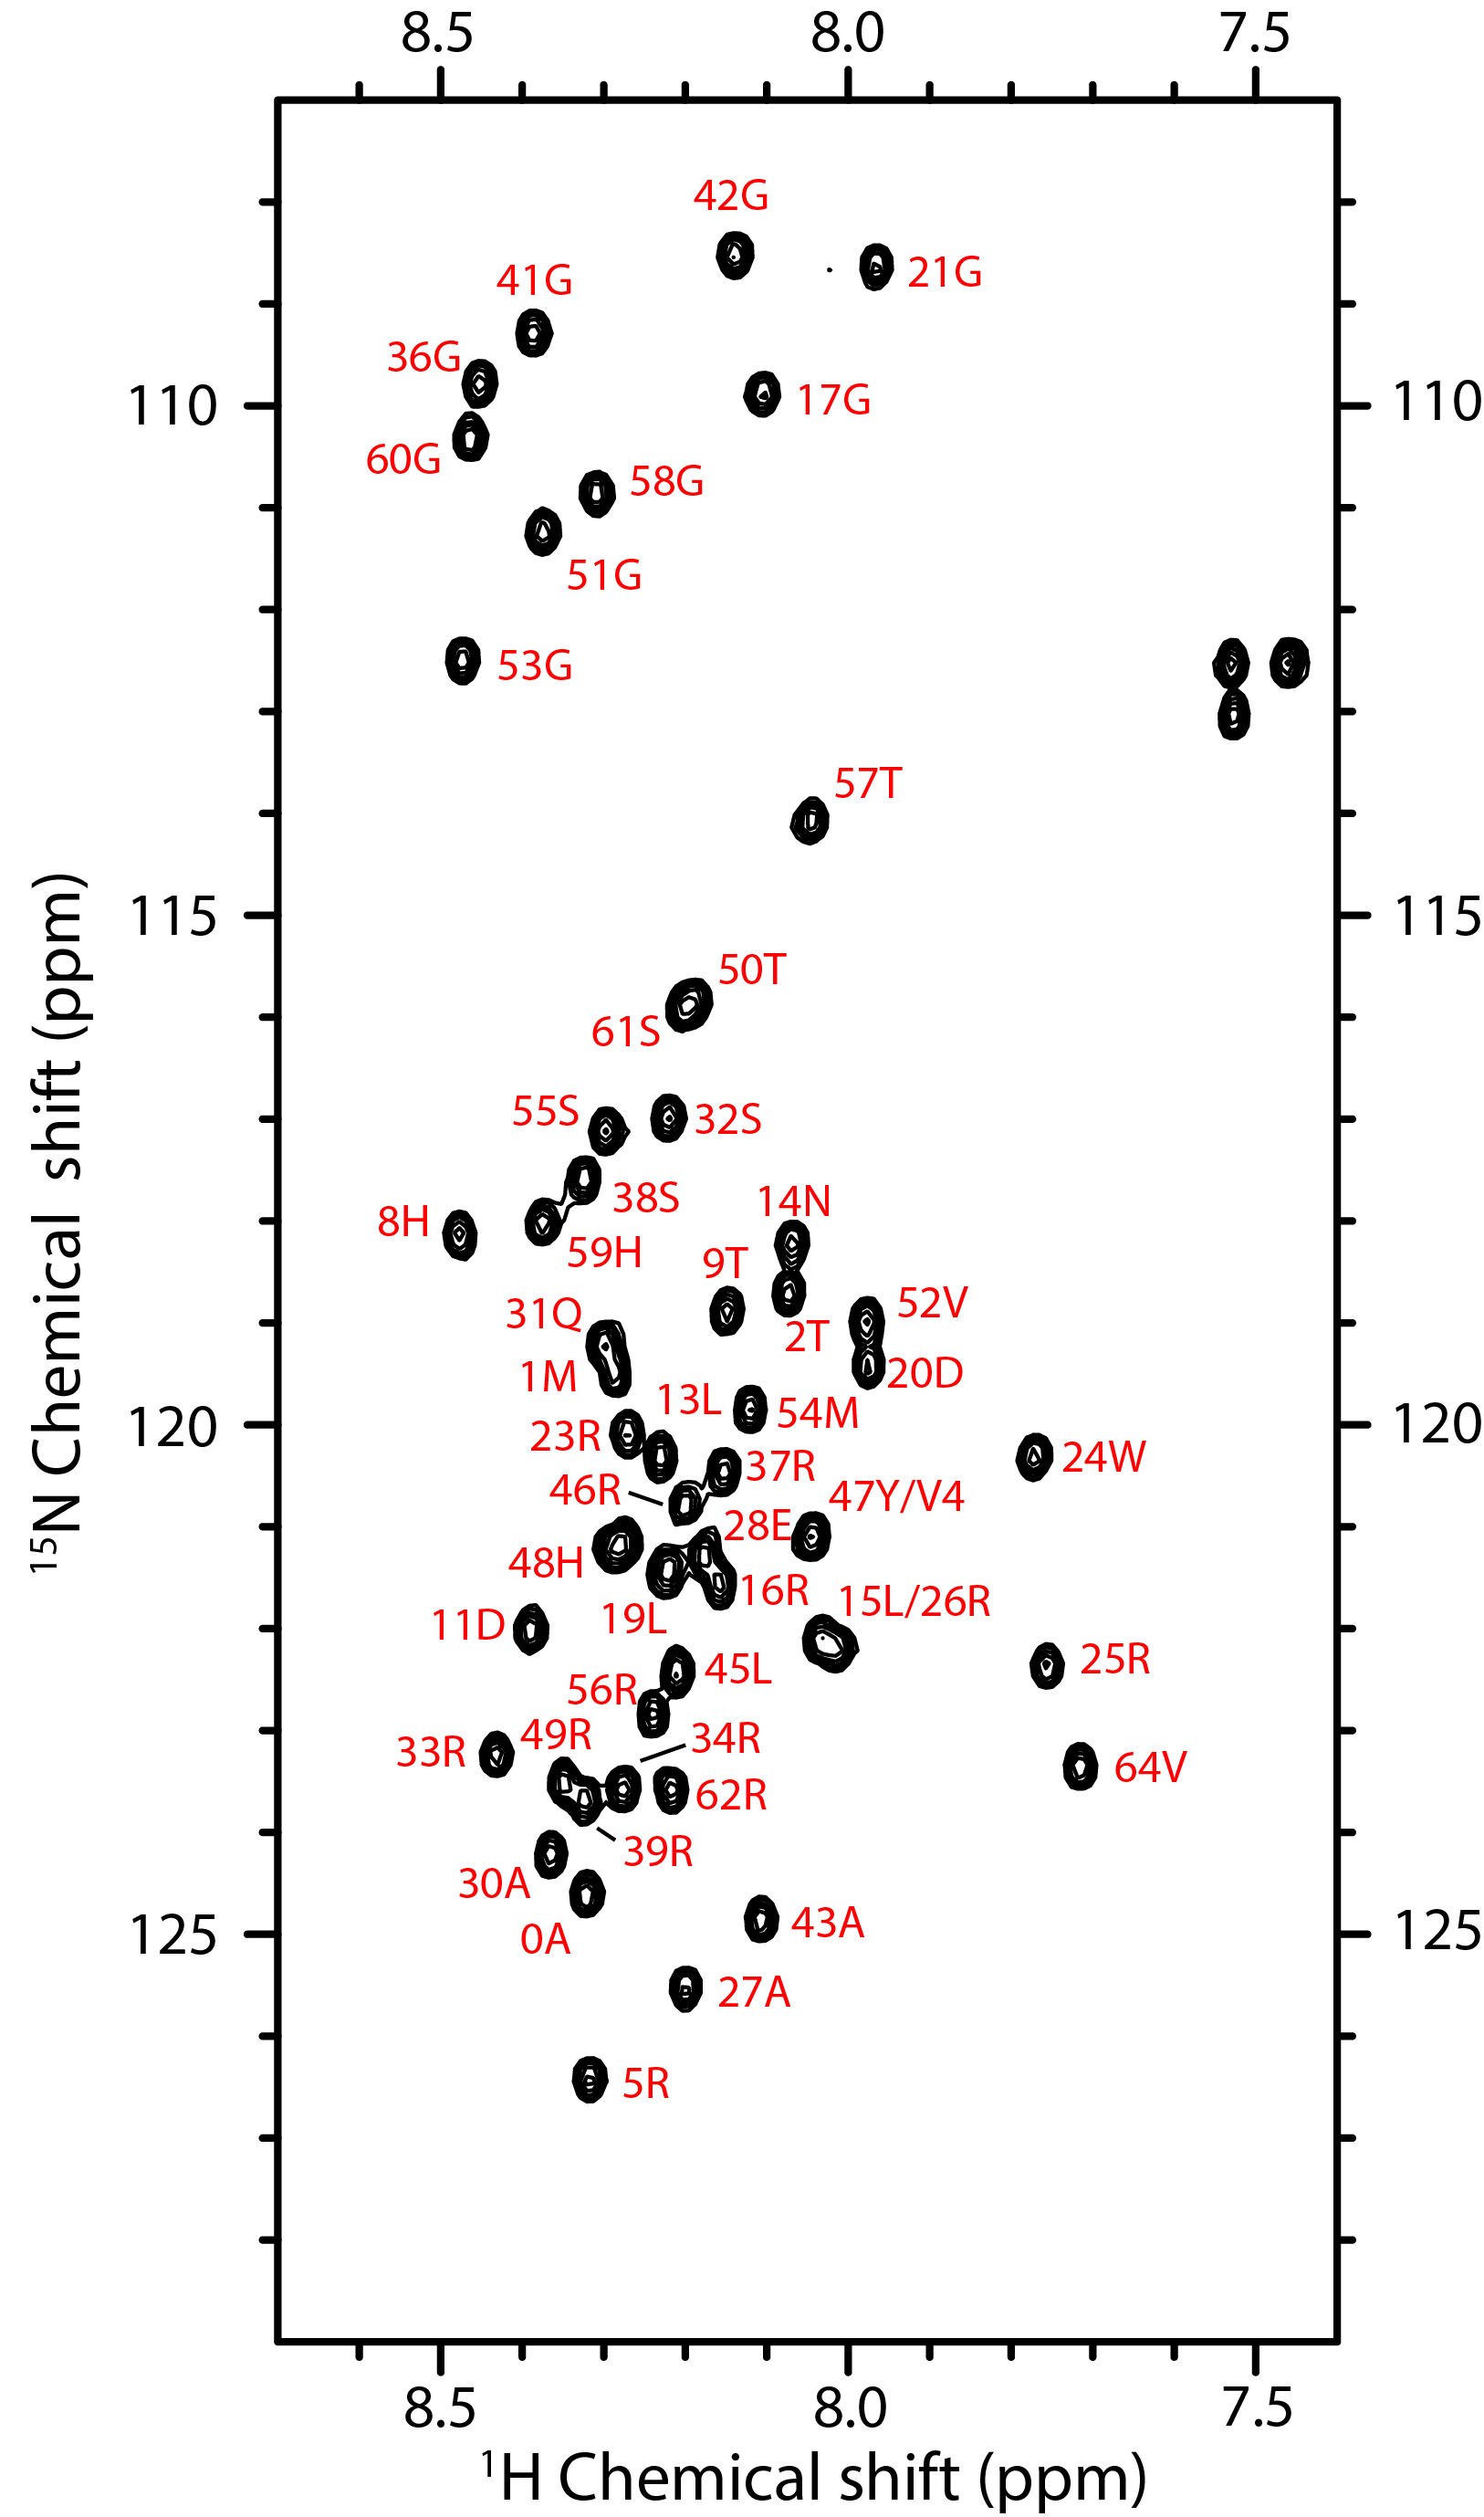 8.5 8.0 7.5
42G
21G
41G
36G
110 17G 110
60G
58G
51G
53G
57T
115 115
50T
61S
55S 32S
38S
8H 14N
59H
9T
31Q 52V
2T
1M 20D
13L 54M
120 23R 120
37R 24W
46R 47Y/V4
28E
48H
16R 15L/26R
11D 19L
45L 25R
56R
49R 34R
33R
64V
62R
39R
30A
0A 43A
125 125
27A
5R
8.5 8.0 7.5
¹H Chemical shift (ppm)
¹⁵N Chemical shift (ppm)